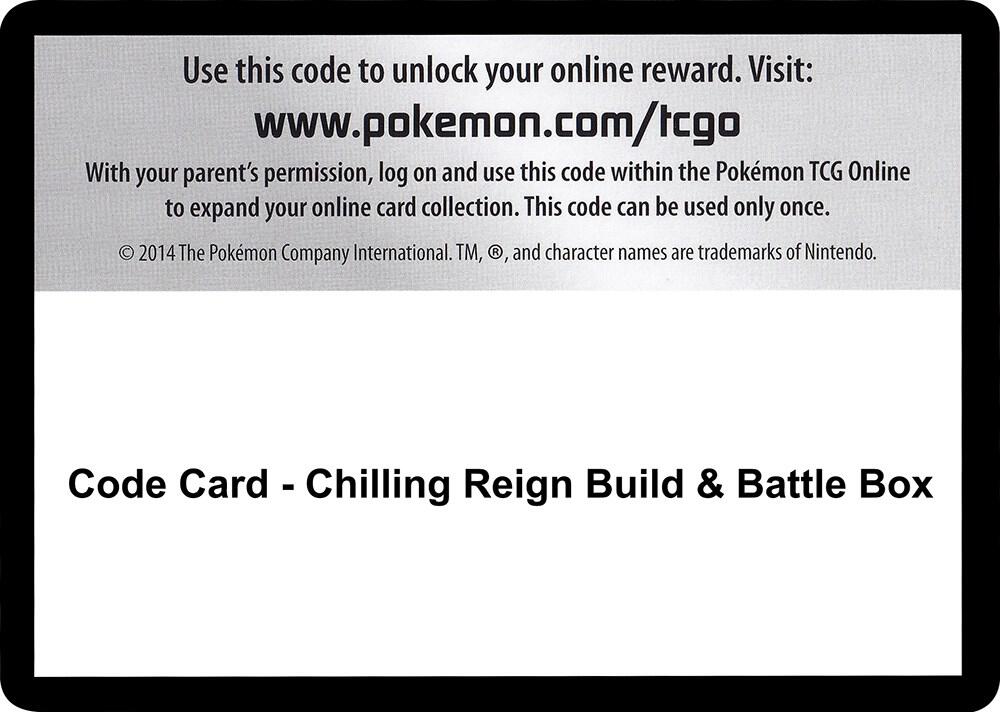 Use this code to unlock your online reward. Visit:
www.pokemon.com/tcgo
With your parent's permission, log on and use this code within the Pokémon TCG Online
to expand your online card collection. This code can be used only once.
© 2014 The Pokémon Company International. TM, ®, and character names are trademarks of Nintendo.
Code Card - Chilling Reign Build & Battle Box